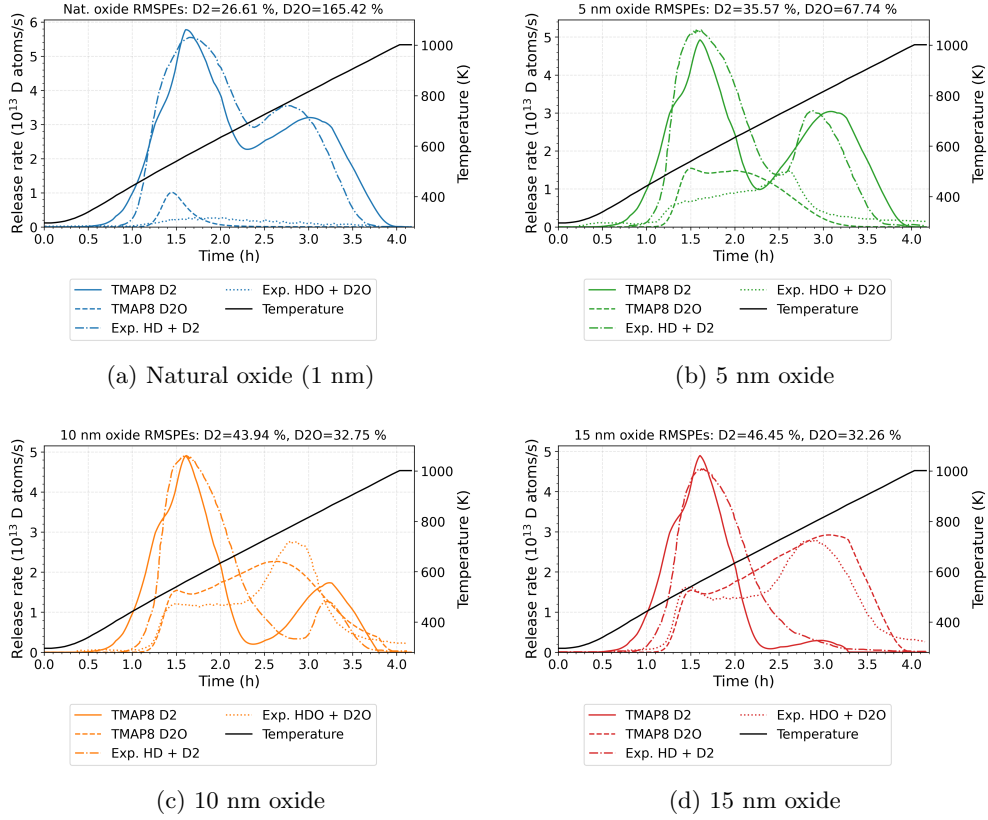 Nat. oxide RMSPEs: D2=26.61 %, D2O=165.42 %
Release rate (10^13 D atoms/s)
6
5
4
3
2
1
0
0.0 0.5 1.0 1.5 2.0 2.5 3.0 3.5 4.0
Time (h)
1000
800
600
400
Temperature (K)
TMAP8 D2
TMAP8 D2O
Exp. HD + D2
Exp. HDO + D2O
Temperature
(a) Natural oxide (1 nm)
5 nm oxide RMSPEs: D2=35.57 %, D2O=67.74 %
Release rate (10^13 D atoms/s)
5
4
3
2
1
0
0.0 0.5 1.0 1.5 2.0 2.5 3.0 3.5 4.0
Time (h)
1000
800
600
400
Temperature (K)
TMAP8 D2
TMAP8 D2O
Exp. HD + D2
Exp. HDO + D2O
Temperature
(b) 5 nm oxide
10 nm oxide RMSPEs: D2=43.94 %, D2O=32.75 %
Release rate (10^13 D atoms/s)
5
4
3
2
1
0
0.0 0.5 1.0 1.5 2.0 2.5 3.0 3.5 4.0
Time (h)
1000
800
600
400
Temperature (K)
TMAP8 D2
TMAP8 D2O
Exp. HD + D2
Exp. HDO + D2O
Temperature
(c) 10 nm oxide
15 nm oxide RMSPEs: D2=46.45 %, D2O=32.26 %
Release rate (10^13 D atoms/s)
5
4
3
2
1
0
0.0 0.5 1.0 1.5 2.0 2.5 3.0 3.5 4.0
Time (h)
1000
800
600
400
Temperature (K)
TMAP8 D2
TMAP8 D2O
Exp. HD + D2
Exp. HDO + D2O
Temperature
(d) 15 nm oxide